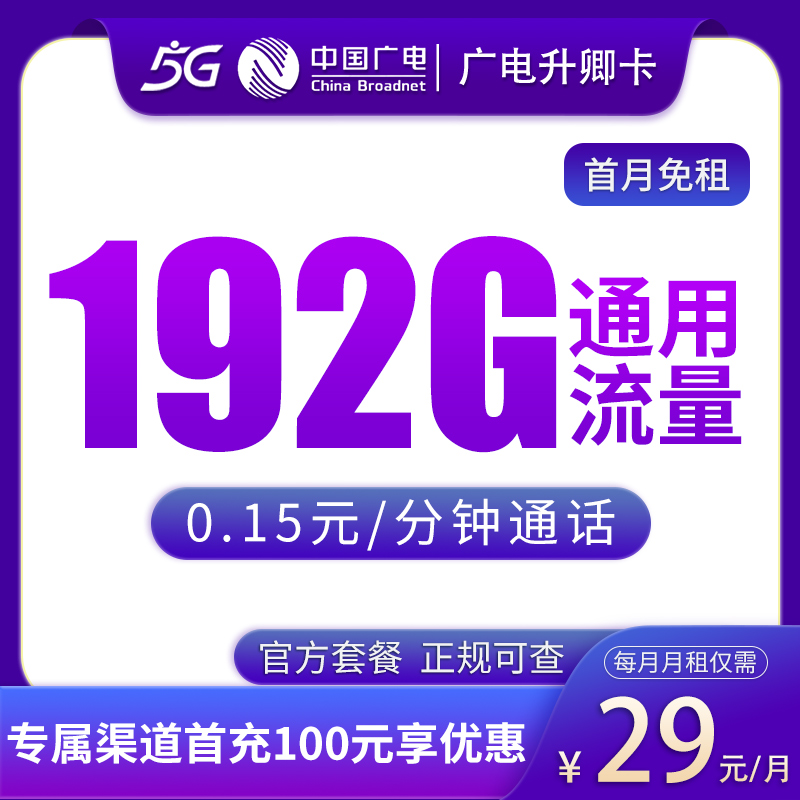 5G 中国广电 China Broadnet | 广电升卿卡
首月免租
192G 通用流量
0.15元/分钟通话
官方套餐 正规可查
每月月租仅需
专属渠道首充100元享优惠
¥29元/月